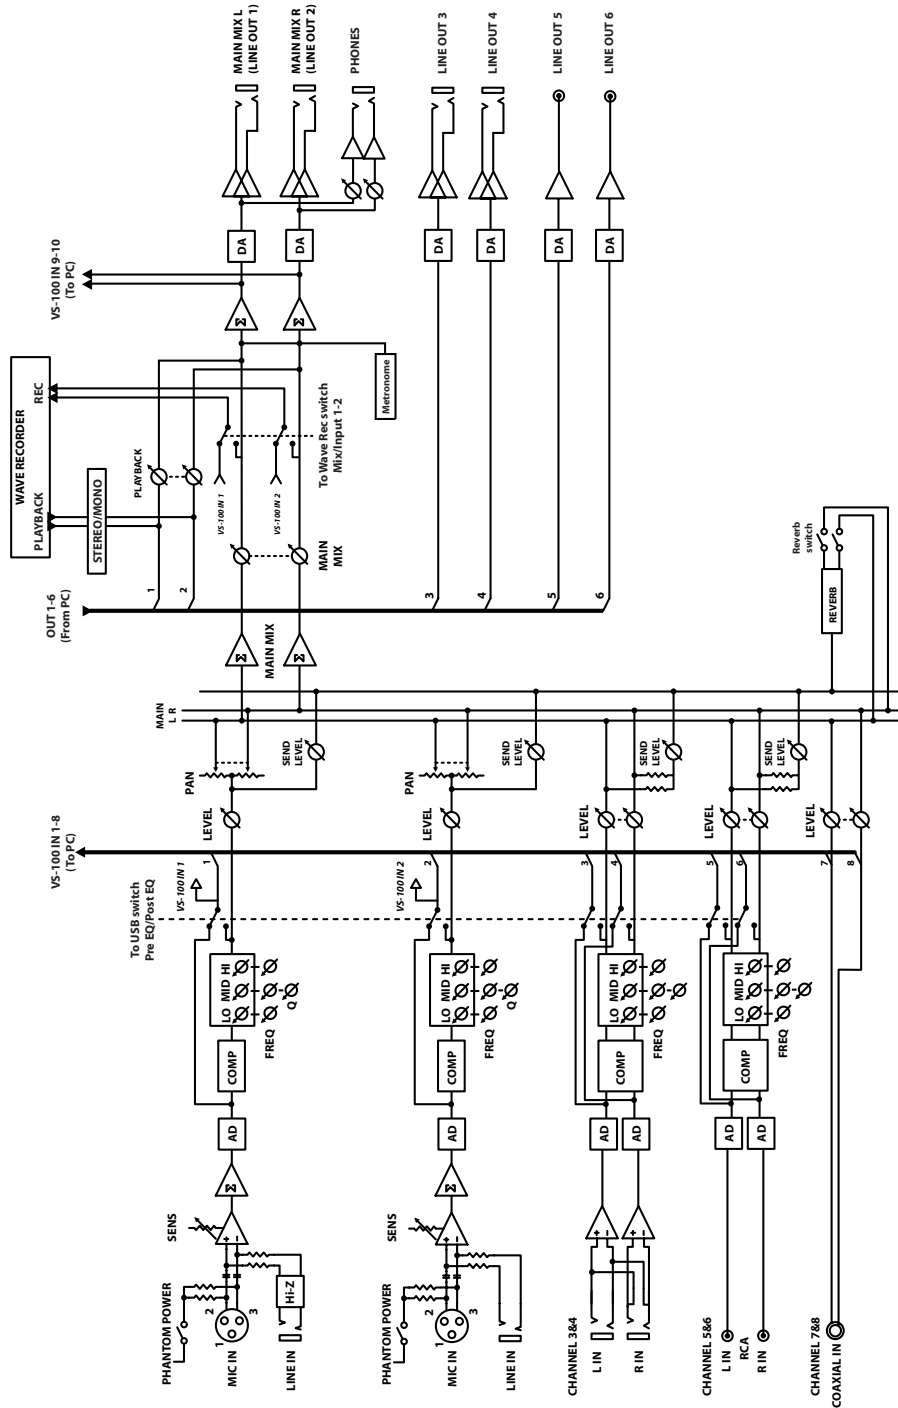 PHANTOM POWER
1
2
3
MIC IN
LINE IN
Hi-Z
SENS
+
−
Σ
AD
COMP
LO MID HI
FREQ
Q
To USB switch
Pre EQ/Post EQ
VS-100 IN 1
1
LEVEL
PAN
SEND
LEVEL
PHANTOM POWER
1
2
3
MIC IN
LINE IN
SENS
+
−
Σ
AD
COMP
LO MID HI
FREQ
Q
VS-100 IN 2
2
LEVEL
PAN
SEND
LEVEL
CHANNEL 3&4
L IN
R IN
+
−
+
−
AD
AD
COMP
LO MID HI
FREQ
3
4
LEVEL
SEND
LEVEL
CHANNEL 5&6
L IN
RCA
R IN
AD
AD
COMP
LO MID HI
FREQ
5
6
LEVEL
SEND
LEVEL
CHANNEL 7&8
COAXIAL IN
7
8
LEVEL
VS-100 IN 1-8
(To PC)
MAIN
L R
REVERB
Reverb
switch
Σ
Σ
MAIN MIX
OUT 1-6
(From PC)
1
2
3
4
5
6
MAIN
MIX
STEREO/MONO
WAVE RECORDER
PLAYBACK
REC
PLAYBACK
VS-100 IN 1
VS-100 IN 2
To Wave Rec switch
Mix/Input 1-2
Metronome
Σ
Σ
VS-100 IN 9-10
(To PC)
DA
DA
DA
DA
DA
DA
MAIN MIX L
(LINE OUT 1)
MAIN MIX R
(LINE OUT 2)
PHONES
LINE OUT 3
LINE OUT 4
LINE OUT 5
LINE OUT 6